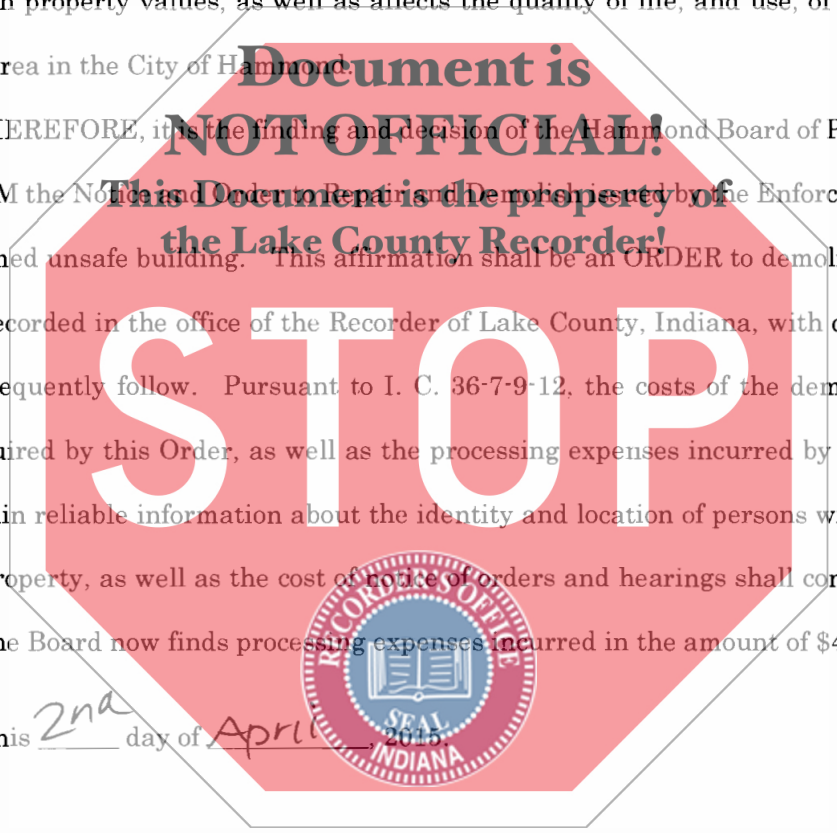 property values, as well as affects the quality of life, and use, of
rea in the City of Hammond.
Document is
EREFORE, it is the finding and decision of the Hammond Board of
NOT OFFICIAL!
M the Notice and Order to Repair and Demolish issued by the Enforc
This Document is the property of
ned unsafe building. This affirmation shall be an ORDER to demol
the Lake County Recorder!
ecorded in the office of the Recorder of Lake County, Indiana, with
equently follow. Pursuant to I. C. 36-7-9-12, the costs of the dem
STOP
uired by this Order, as well as the processing expenses incurred by
in reliable information about the identity and location of persons w
roperty, as well as the cost of notice of orders and hearings shall con
RECORDER'S OFFICE
ne Board now finds processing expenses incurred in the amount of $4
SEAL
INDIANA
his 2nd day of April, 2015.